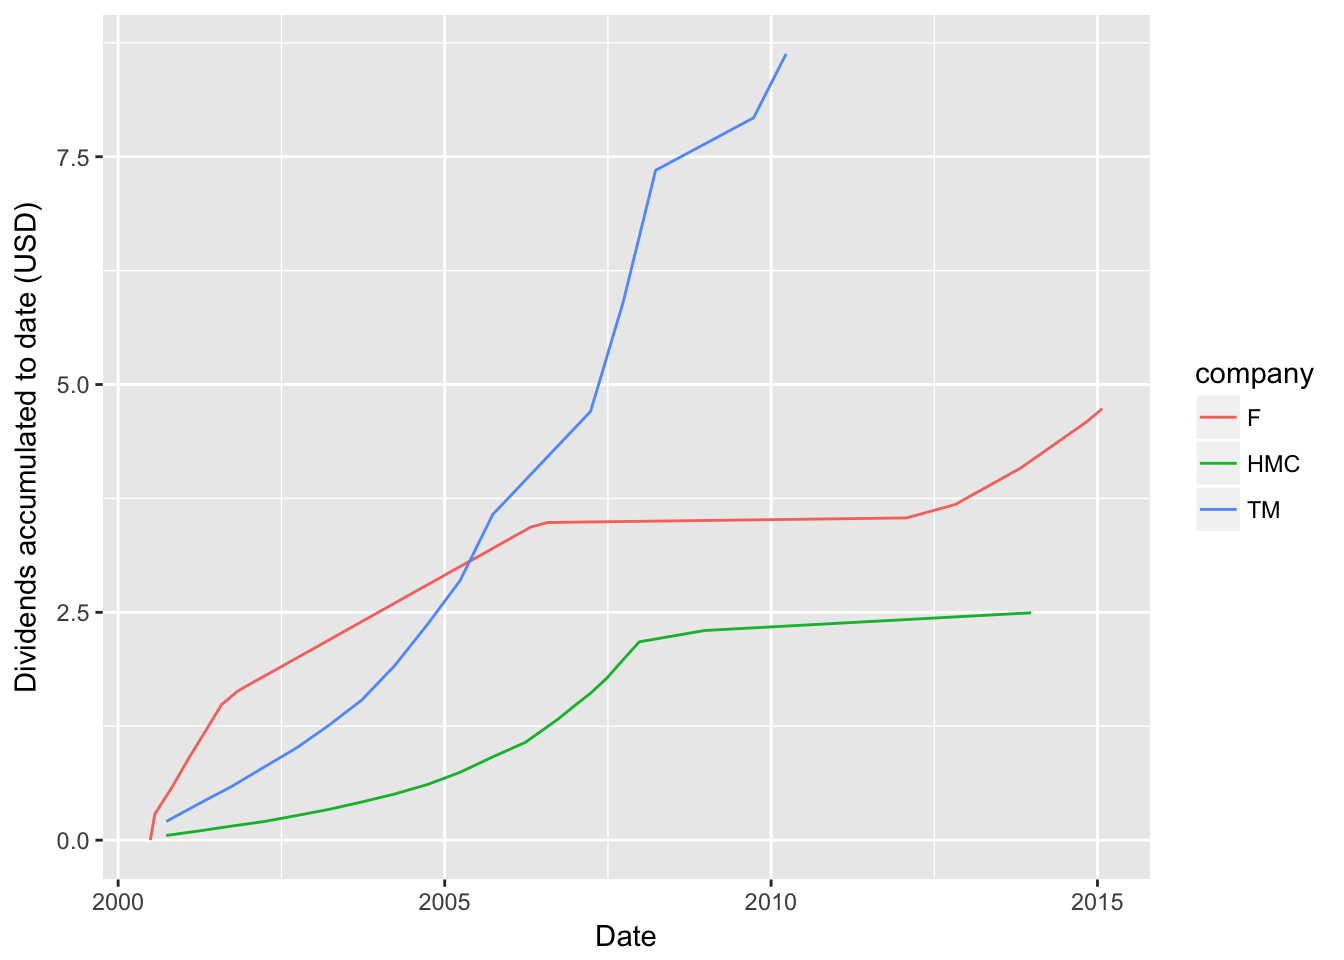 Dividends accumulated to date (USD)
7.5
5.0
2.5
0.0
2000
2005
2010
2015
Date
company
F
HMC
TM